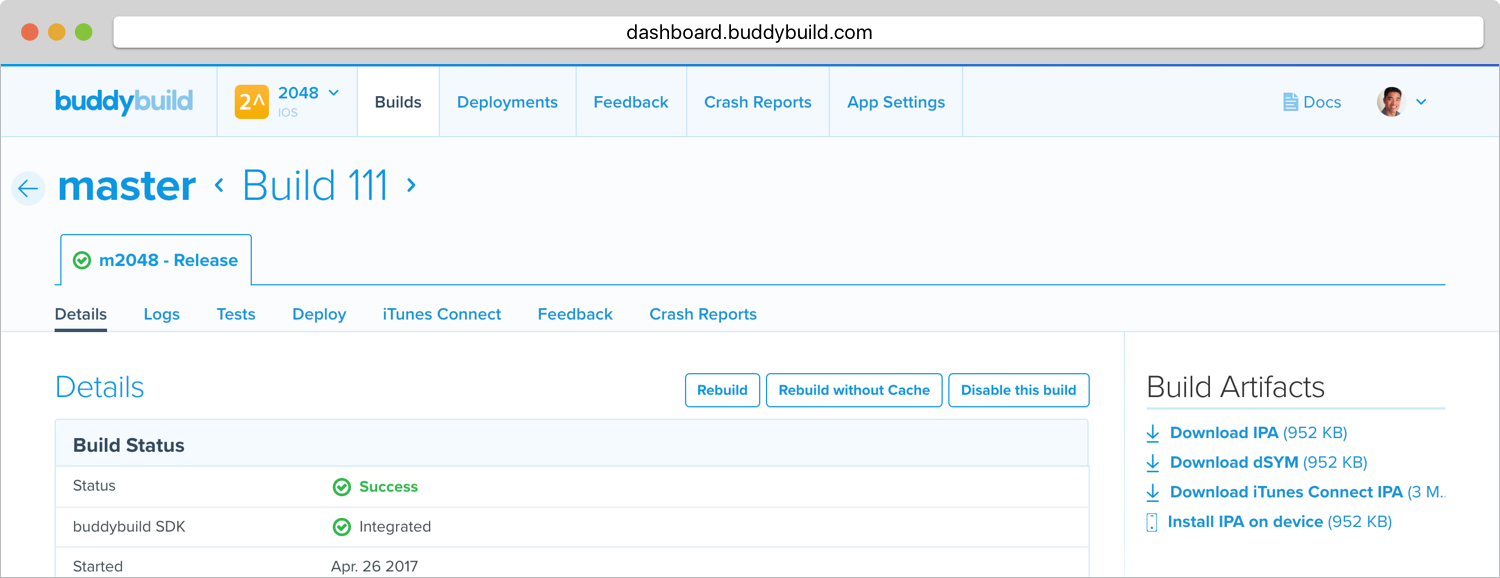 dashboard.buddybuild.com
buddybuild
2^
2048
IOS
Builds
Deployments
Feedback
Crash Reports
App Settings
Docs
master ‹ Build 111 ›
m2048 - Release
Details Logs Tests Deploy iTunes Connect Feedback Crash Reports
Details
Rebuild
Rebuild without Cache
Disable this build
Build Status
Status Success
buddybuild SDK Integrated
Started Apr. 26 2017
Build Artifacts
Download IPA (952 KB)
Download dSYM (952 KB)
Download iTunes Connect IPA (3 M..
Install IPA on device (952 KB)